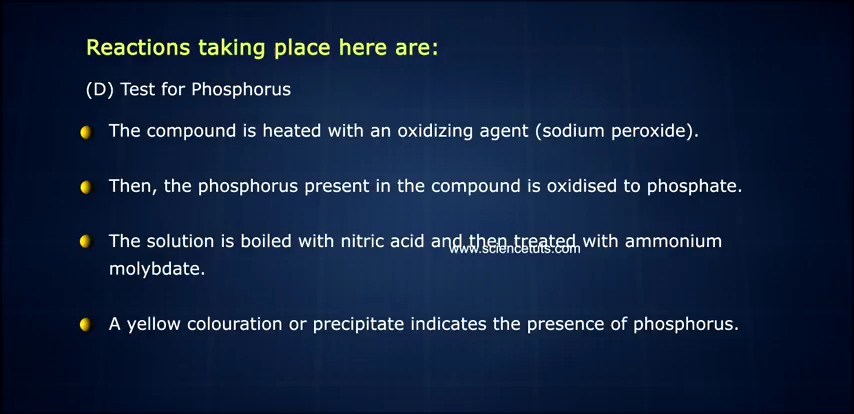 Reactions taking place here are:
(D) Test for Phosphorus
The compound is heated with an oxidizing agent (sodium peroxide).
Then, the phosphorus present in the compound is oxidised to phosphate.
The solution is boiled with nitric acid and then treated with ammonium
www.sciencetuts.com
molybdate.
A yellow colouration or precipitate indicates the presence of phosphorus.